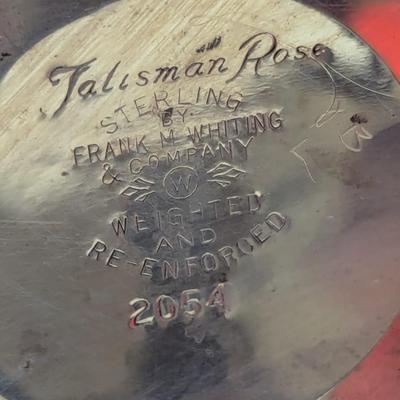 Talisman Rose
STERLING
BY
FRANK M. WHITING
& COMPANY
W
WEIGHTED
AND
RE-ENFORCED
2054